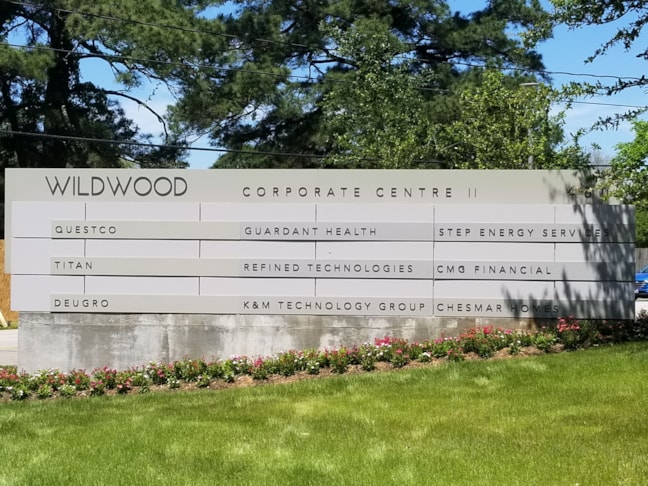 WILDWOOD CORPORATE CENTRE II
QUESTCO GUARDANT HEALTH STEP ENERGY SERVICES
TITAN REFINED TECHNOLOGIES CMG FINANCIAL
DEUGRO K&M TECHNOLOGY GROUP CHESMAR HOMES